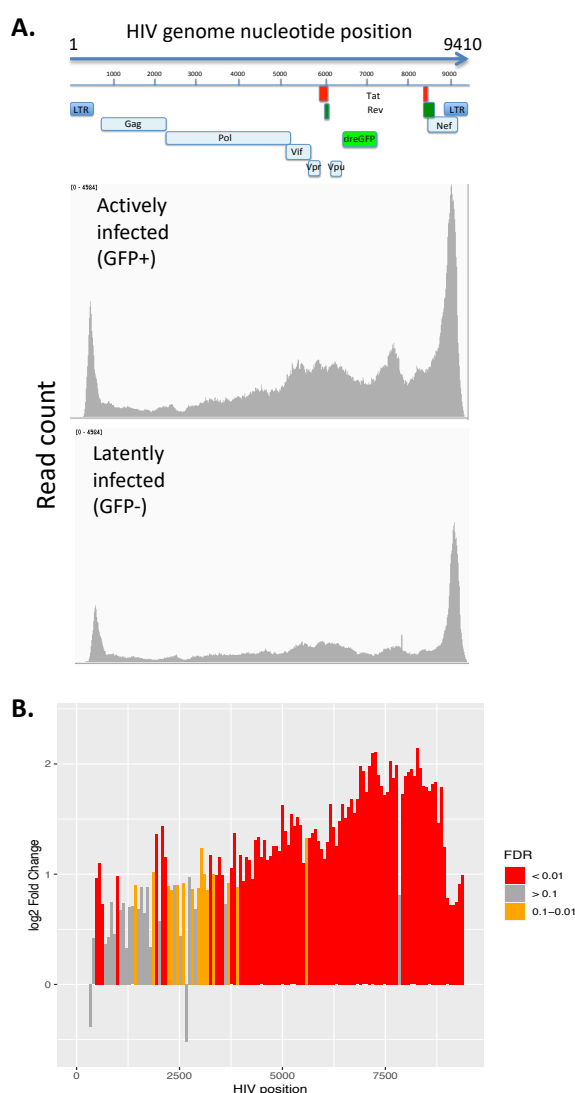 A.
HIV genome nucleotide position
1
9410
1000 2000 3000 4000 5000 6000 7000 8000 9000
Tat
LTR
Rev
LTR
Gag
Nef
Pol
dreGFP
Vif
Vpr
Vpu
[0 - 4984]
Actively
infected
(GFP+)
Read count
[0 - 4984]
Latently
infected
(GFP-)
B.
2
1
0
log2 Fold Change
FDR
< 0.01
> 0.1
0.1–0.01
0 2500 5000 7500
HIV position